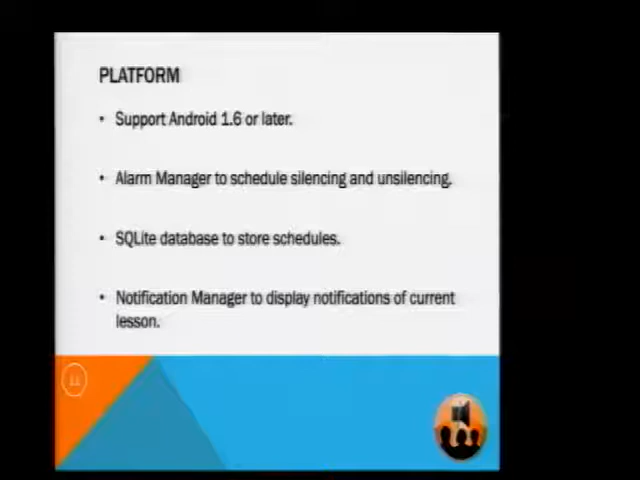 PLATFORM
• Support Android 1.6 or later.
• Alarm Manager to schedule silencing and unsilencing.
• SQLite database to store schedules.
• Notification Manager to display notifications of current
lesson.